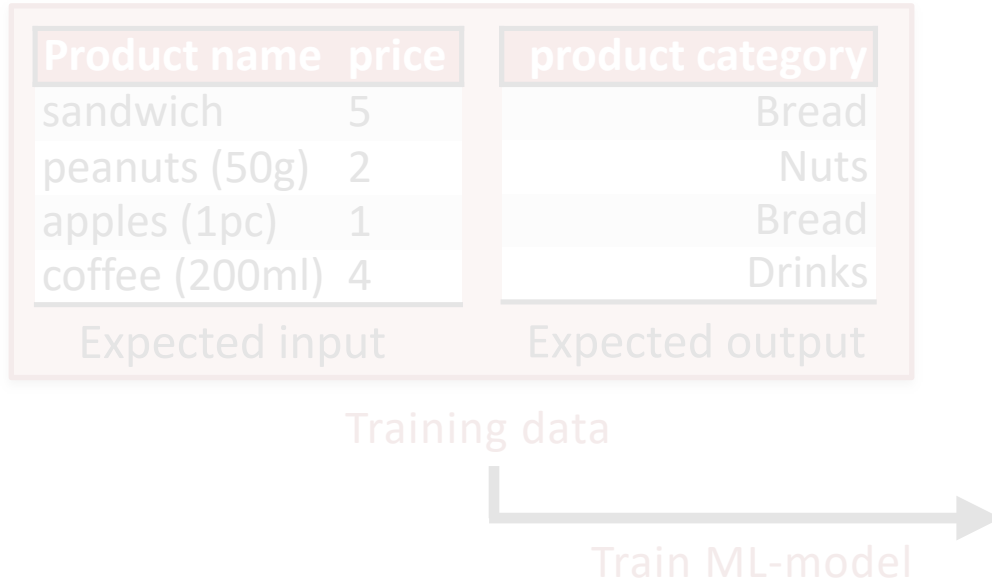 Product name price product category
sandwich 5 Bread
peanuts (50g) 2 Nuts
apples (1pc) 1 Bread
coffee (200ml) 4 Drinks
Expected input Expected output
Training data
Train ML-model